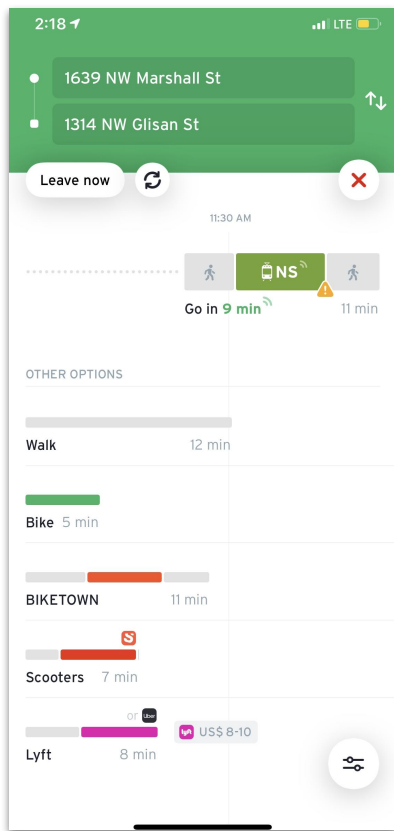 2:18 LTE
1639 NW Marshall St
1314 NW Glisan St
Leave now
11:30 AM
NS
Go in 9 min 11 min
OTHER OPTIONS
Walk 12 min
Bike 5 min
BIKETOWN 11 min
Scooters 7 min
or Uber
lyft US$ 8-10
Lyft 8 min